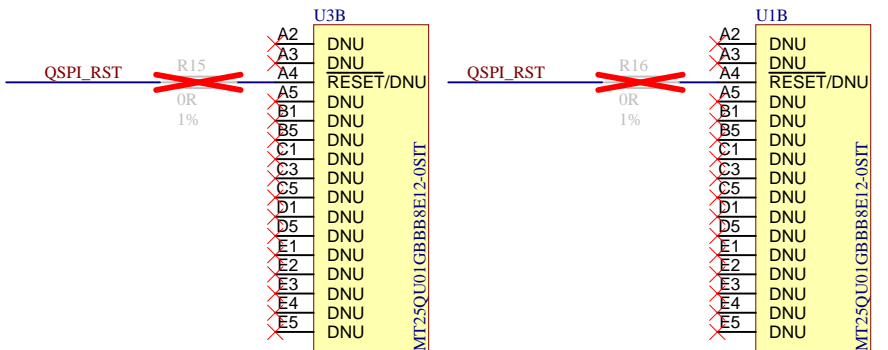 U3B
A2 DNU
A3 DNU
QSPI_RST R15 A4 RESET/DNU
0R A5 DNU
1% B1 DNU
B5 DNU
C1 DNU
C3 DNU
C5 DNU
D1 DNU
D5 DNU
E1 DNU
E2 DNU
E3 DNU
E4 DNU
E5 DNU
MT25QU01GBBB8E12-0SIT
U1B
A2 DNU
A3 DNU
QSPI_RST R16 A4 RESET/DNU
0R A5 DNU
1% B1 DNU
B5 DNU
C1 DNU
C3 DNU
C5 DNU
D1 DNU
D5 DNU
E1 DNU
E2 DNU
E3 DNU
E4 DNU
E5 DNU
MT25QU01GBBB8E12-0SIT